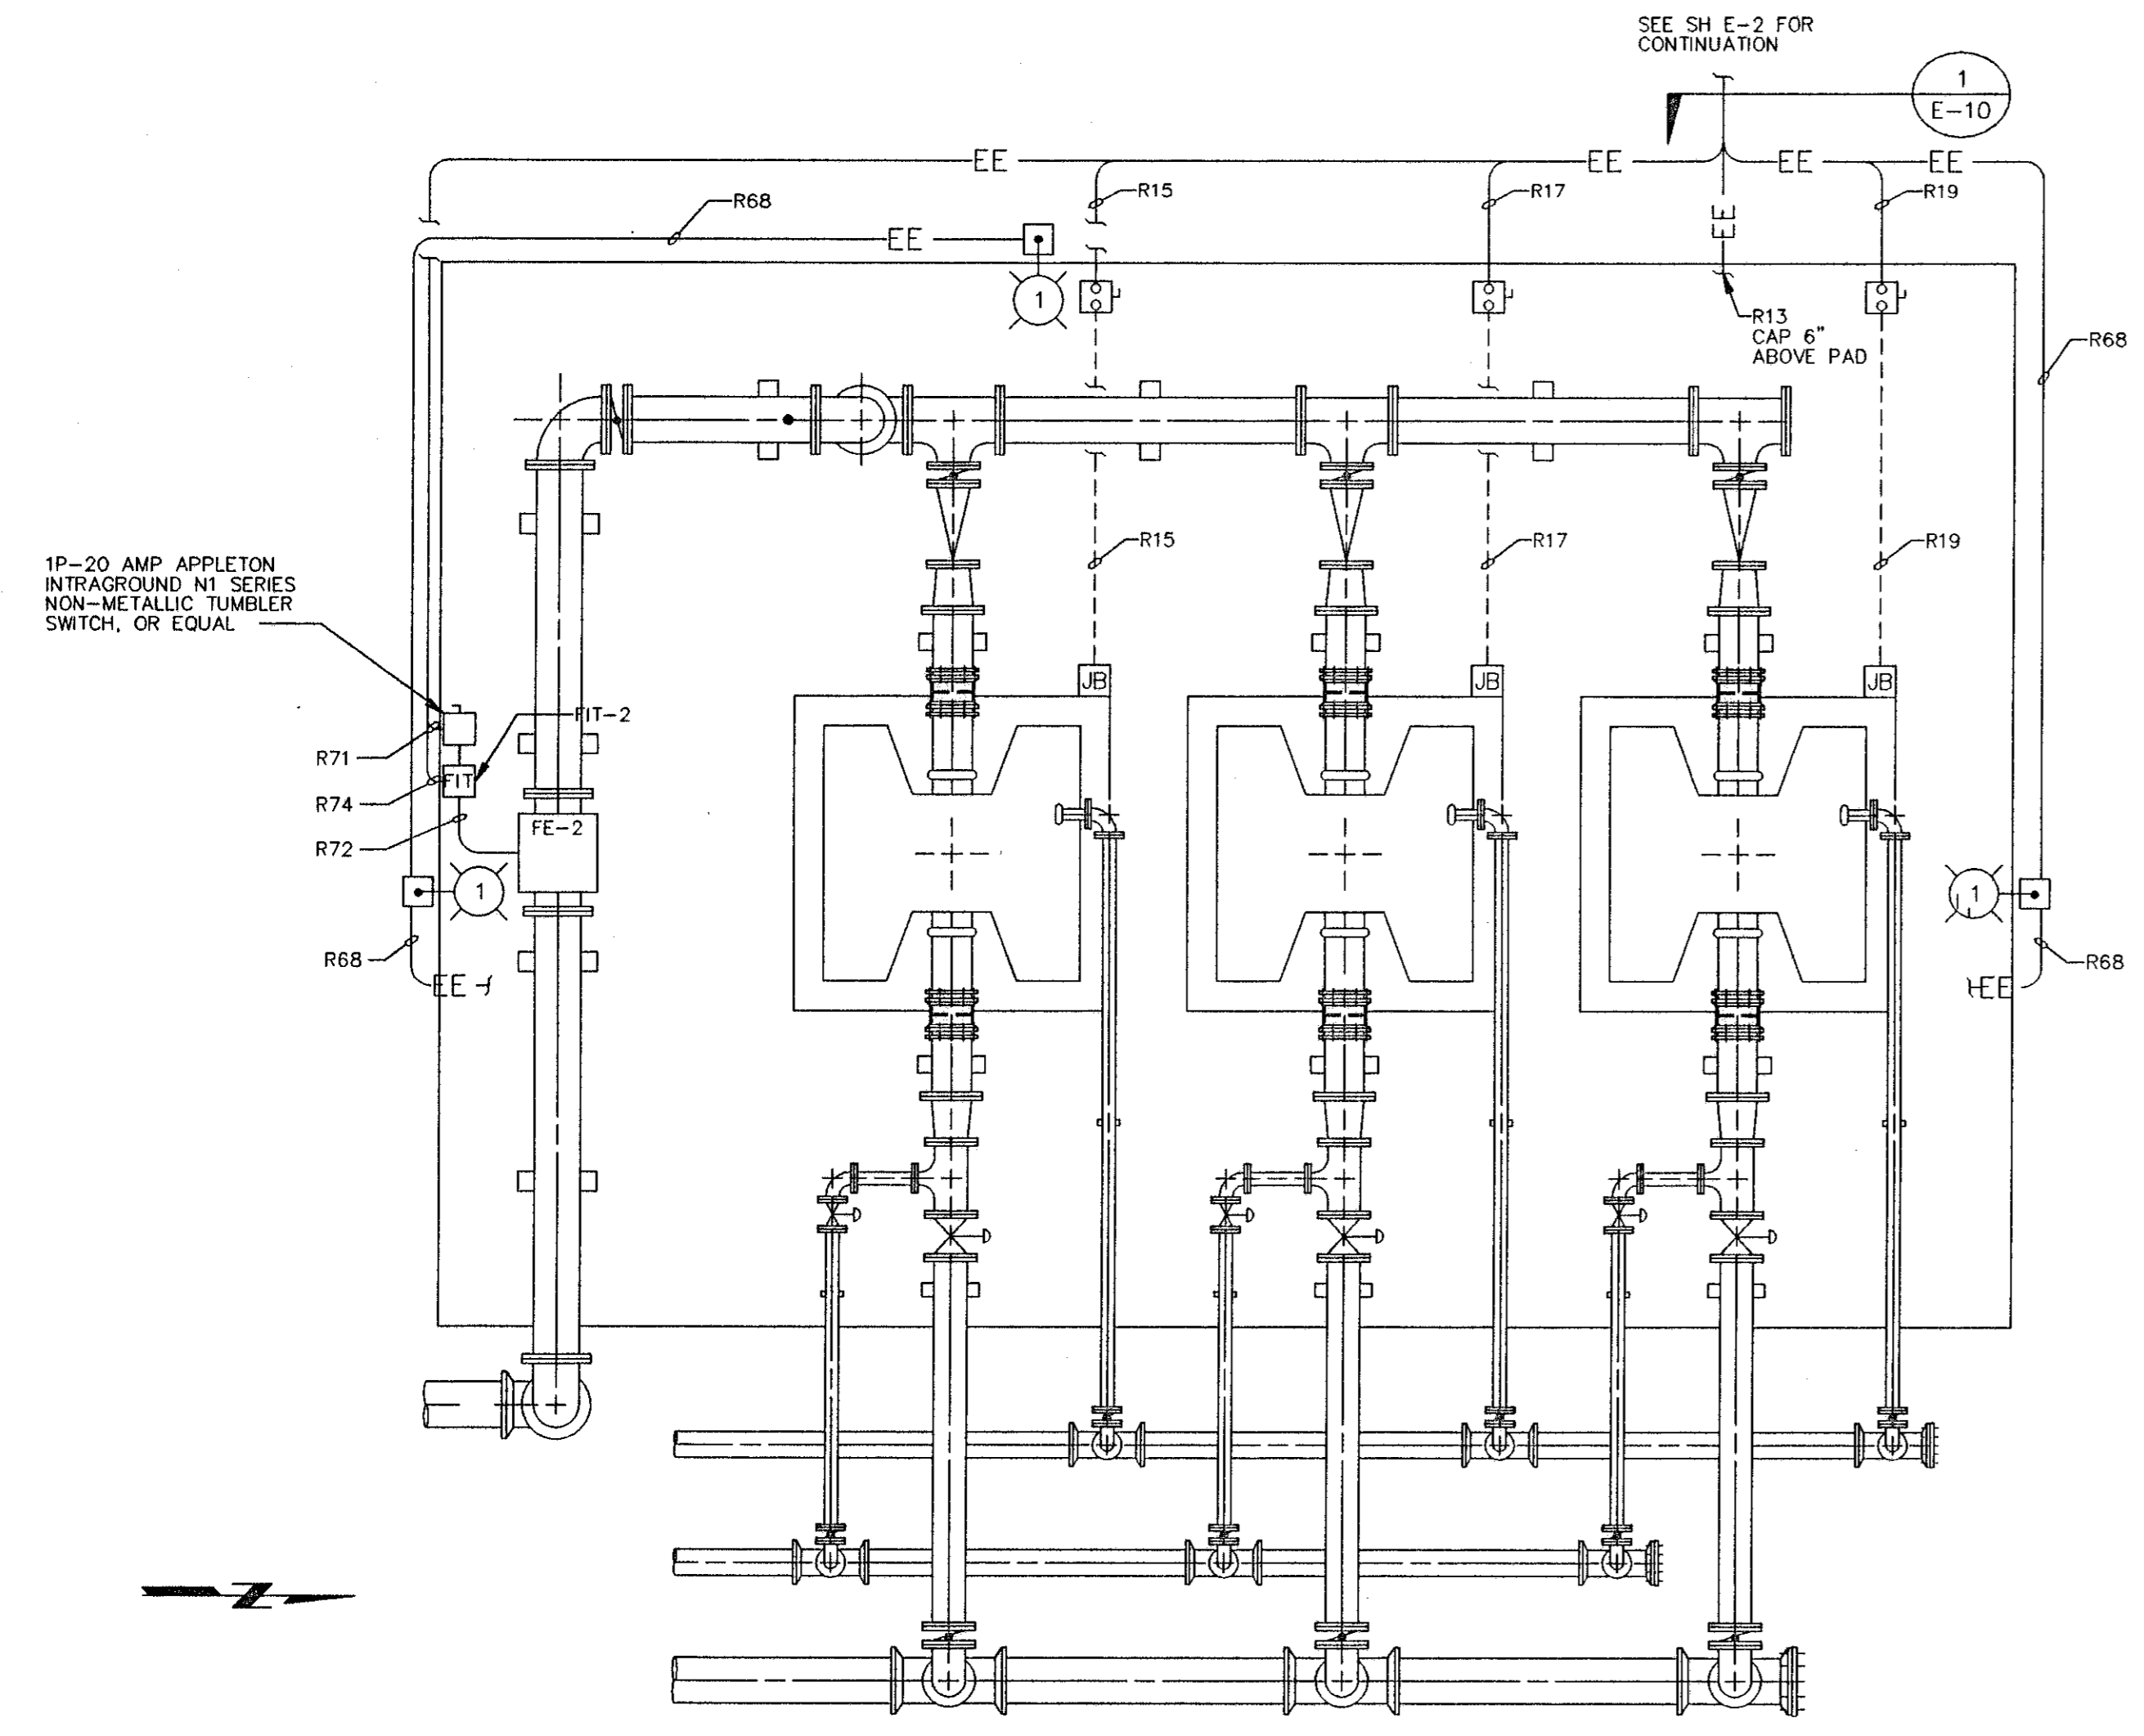 SEE SH E-2 FOR
CONTINUATION
1
E-10
EE
EE
EE
EE
R15
R17
R19
R68
EE
EE
1
R13
CAP 6"
ABOVE PAD
R68
R15
R17
R19
1P-20 AMP APPLETON
INTRAGROUND N1 SERIES
NON-METALLIC TUMBLER
SWITCH, OR EQUAL
JB
JB
JB
FIT-2
R71
FIT
R74
FE-2
R72
1
1
R68
R68
EE
EE
Z